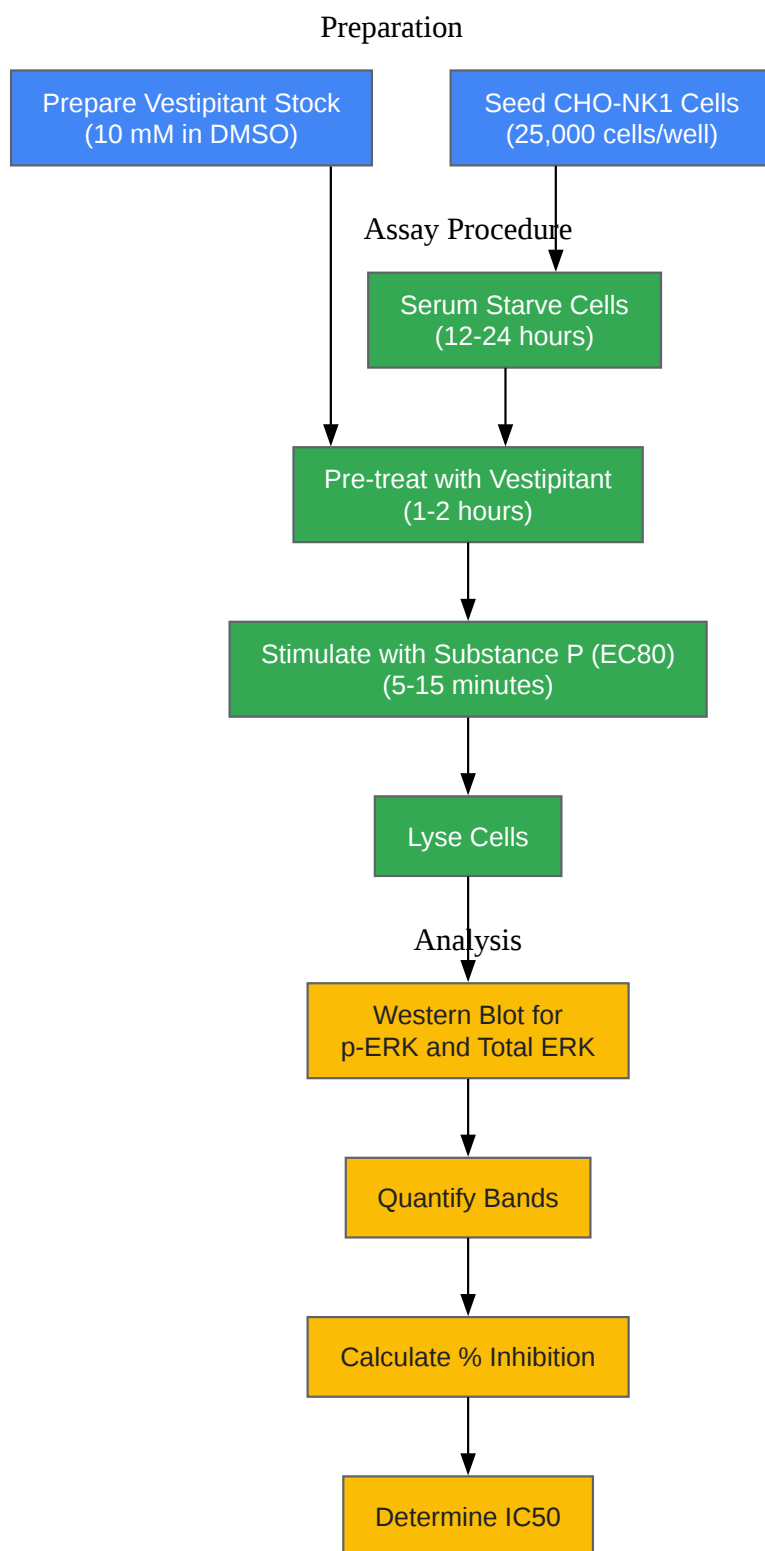 Preparation
Prepare Vestipitant Stock
(10 mM in DMSO)
Seed CHO-NK1 Cells
(25,000 cells/well)
Assay Procedure
Serum Starve Cells
(12-24 hours)
Pre-treat with Vestipitant
(1-2 hours)
Stimulate with Substance P (EC80)
(5-15 minutes)
Lyse Cells
Analysis
Western Blot for
p-ERK and Total ERK
Quantify Bands
Calculate % Inhibition
Determine IC50